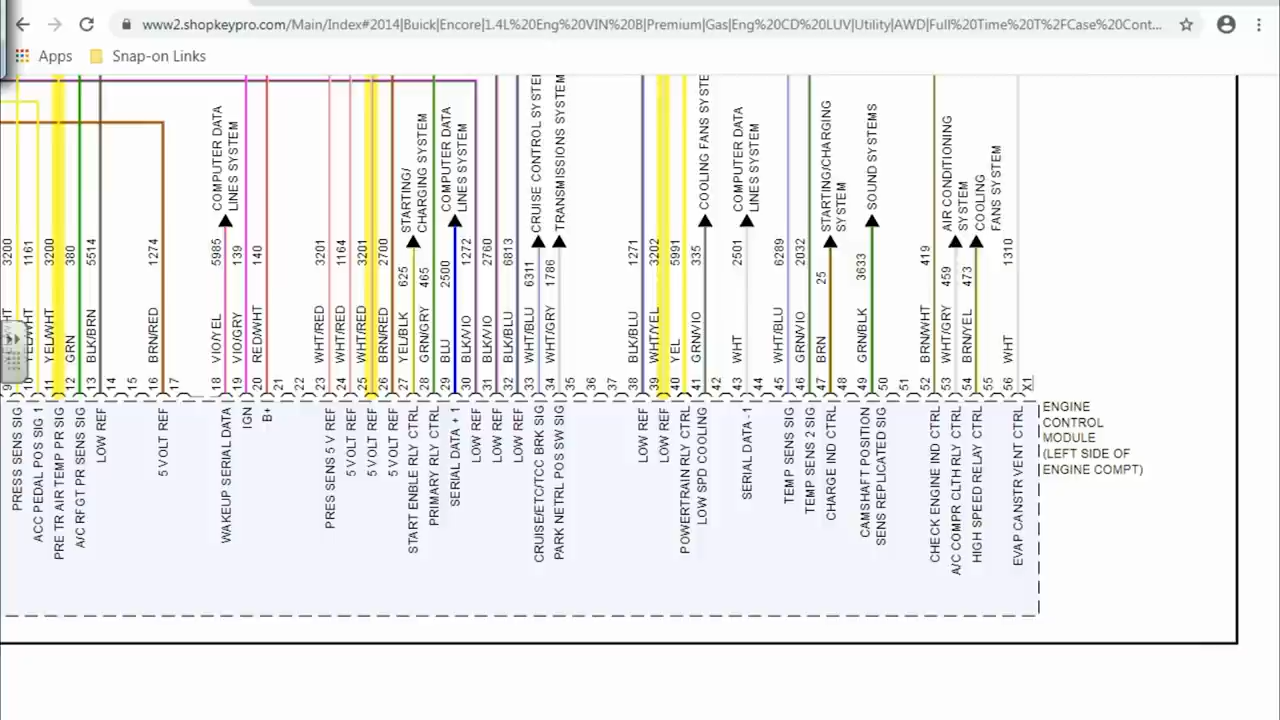 www2.shopkeypro.com/Main/Index#2014|Buick|Encore|1.4L%20Eng%20VIN%20B|Premium|Gas|Eng%20CD%20LUV|Utility|AWD|Full%20Time%20T%2FCase%20Cont...
Apps
Snap-on Links
COMPUTER DATA
LINES SYSTEM
STARTING/
CHARGING SYSTEM
COMPUTER DATA
LINES SYSTEM
CRUISE CONTROL SYSTE
TRANSMISSIONS SYSTEM
COOLING FANS SYSTE
COMPUTER DATA
LINES SYSTEM
STARTING/CHARGING
SYSTEM
SOUND SYSTEMS
AIR CONDITIONING
SYSTEM
COOLING
FANS SYSTEM
3200 1161 3200 380 5514 1274 5985 139 140 3201 1164 3201 2700 625 465 2500 1272 2760 6813 6311 1786 1271 3202 5991 335 2501 6289 2032 25 3633 419 459 473 1310
YEL/WHT YEL/WHT GRN BLK/BRN BRN/RED VIO/YEL VIO/GRY RED/WHT WHT/RED WHT/RED WHT/RED BRN/RED YEL/BLK GRN/GRY BLU BLK/VIO BLK/VIO BLK/BLU WHT/BLU WHT/GRY BLK/BLU WHT/YEL YEL GRN/VIO WHT WHT/BLU GRN/VIO BRN GRN/BLK BRN/WHT WHT/GRY BRN/YEL WHT
9 10 11 12 13 14 15 16 17 18 19 20 21 22 23 24 25 26 27 28 29 30 31 32 33 34 35 36 37 38 39 40 41 42 43 44 45 46 47 48 49 50 51 52 53 54 55 56 X1
PRESS SENS SIG
ACC PEDAL POS SIG 1
PRE TR AIR TEMP PR SIG
A/C RF GT PR SENS SIG
LOW REF
5 VOLT REF
WAKEUP SERIAL DATA
IGN
B+
PRES SENS 5 V REF
5 VOLT REF
5 VOLT REF
5 VOLT REF
START ENBLE RLY CTRL
PRIMARY RLY CTRL
SERIAL DATA + 1
LOW REF
LOW REF
LOW REF
CRUISE/ETC/TCC BRK SIG
PARK NETRL POS SW SIG
LOW REF
LOW REF
POWERTRAIN RLY CTRL
LOW SPD COOLING
SERIAL DATA -1
TEMP SENS SIG
TEMP SENS 2 SIG
CHARGE IND CTRL
CAMSHAFT POSITION
SENS REPLICATED SIG
CHECK ENGINE IND CTRL
A/C COMPR CLTH RLY CTRL
HIGH SPEED RELAY CTRL
EVAP CANSTR VENT CTRL
ENGINE
CONTROL
MODULE
(LEFT SIDE OF
ENGINE COMPT)